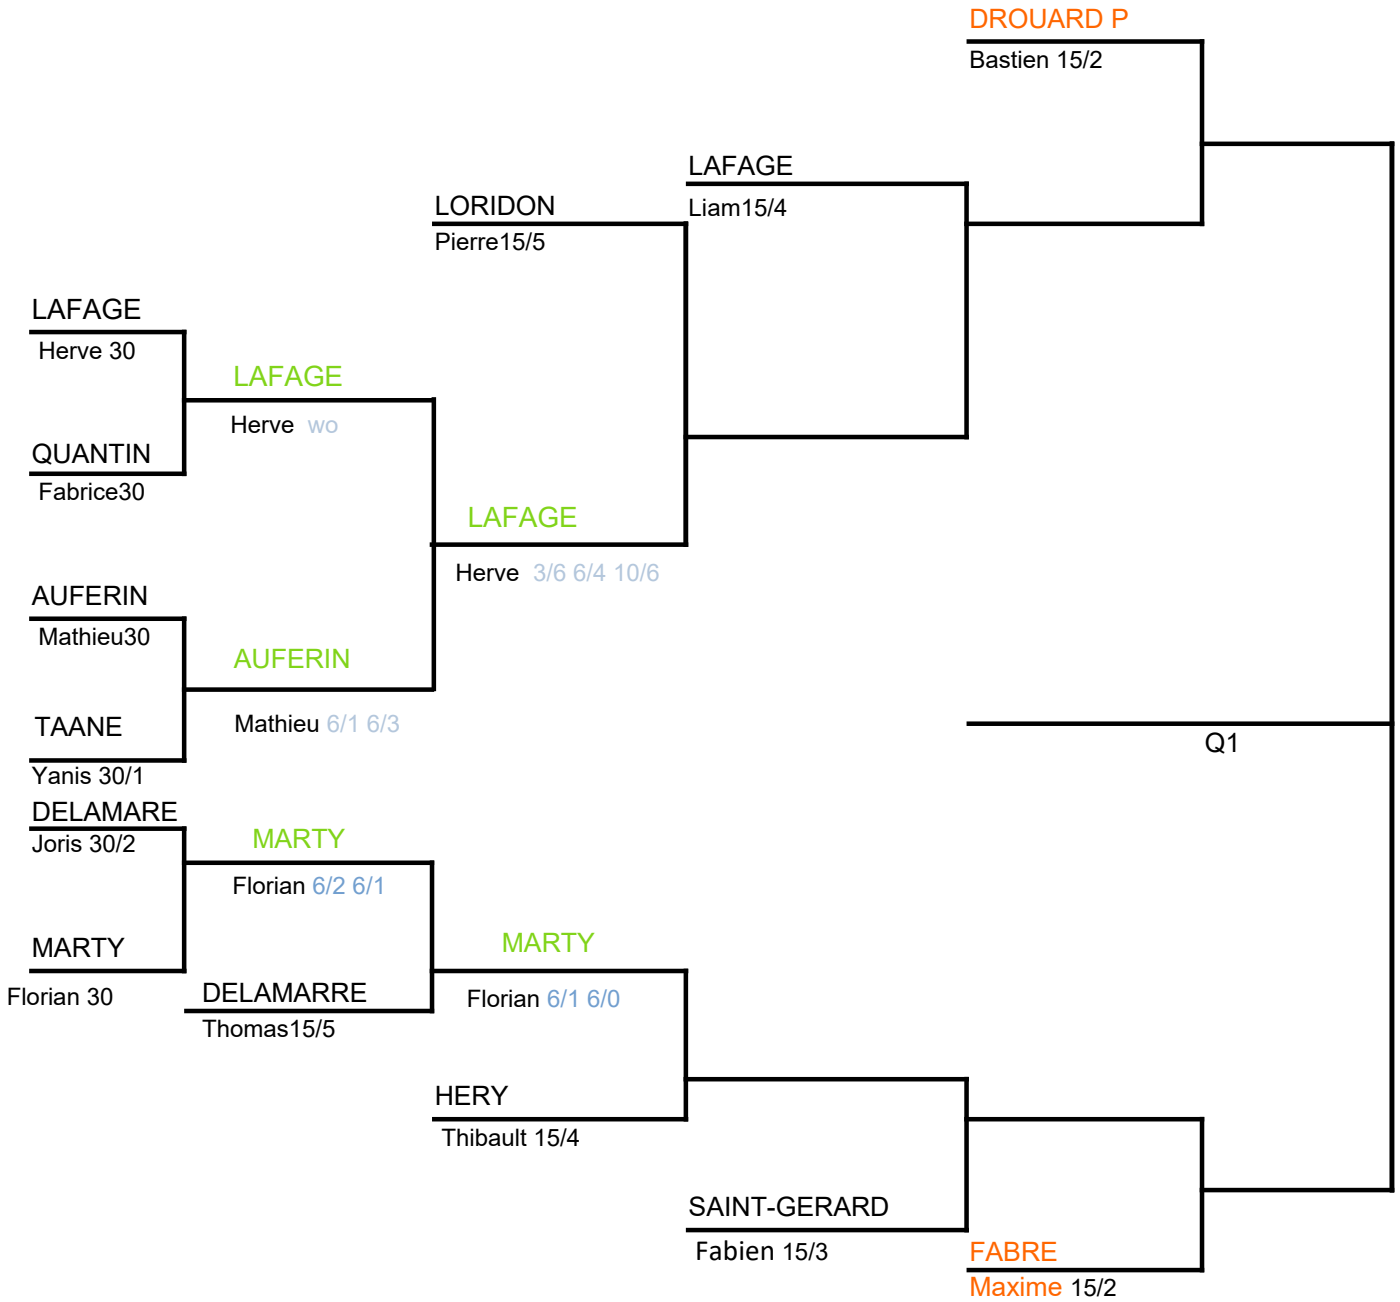 DROUARD P
Bastien 15/2
LAFAGE
Liam15/4
LORIDON
Pierre15/5
LAFAGE
Herve 30
LAFAGE
Herve wo
QUANTIN
Fabrice30
LAFAGE
Herve 3/6 6/4 10/6
AUFERIN
Mathieu30
AUFERIN
Mathieu 6/1 6/3
TAANE
Yanis 30/1
Q1
DELAMARE
Joris 30/2
MARTY
Florian 6/2 6/1
MARTY
Florian 30
MARTY
Florian 6/1 6/0
DELAMARRE
Thomas15/5
HERY
Thibault 15/4
SAINT-GERARD
Fabien 15/3
FABRE
Maxime 15/2